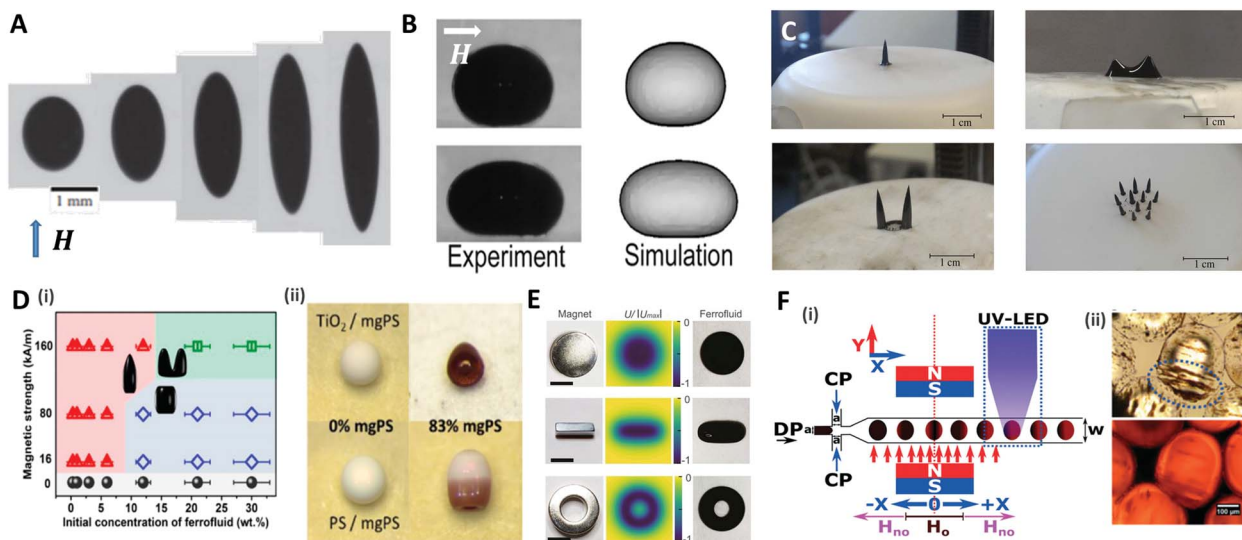 A
1 mm
H
B
H
Experiment
Simulation
C
1 cm
1 cm
1 cm
1 cm
D
(i)
Magnetic strength (kA/m)
160
80
16
0
0 5 10 15 20 25 30
Initial concentration of ferrofluid (wt.%)
(ii)
TiO2 / mgPS
0% mgPS
83% mgPS
PS / mgPS
E
Magnet
U/ |Umax|
Ferrofluid
0
-1
0
-1
0
-1
F
(i)
UV-LED
Y
X
N
S
CP
a
DP
a
a
CP
W
N
S
-X
0
+X
Hno
Ho
Hno
(ii)
100 µm